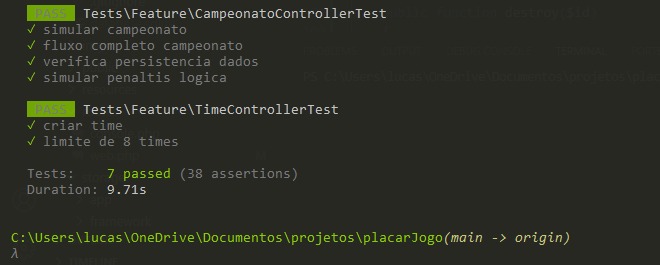 PASS Tests\Feature\CampeonatoControllerTest
✓ simular campeonato
✓ fluxo completo campeonato
✓ verifica persistencia dados
✓ simular penaltis logica
PASS Tests\Feature\TimeControllerTest
✓ criar time
✓ limite de 8 times
Tests: 7 passed (38 assertions)
Duration: 9.71s
C:\Users\lucas\OneDrive\Documentos\projetos\placarJogo(main -> origin)
λ